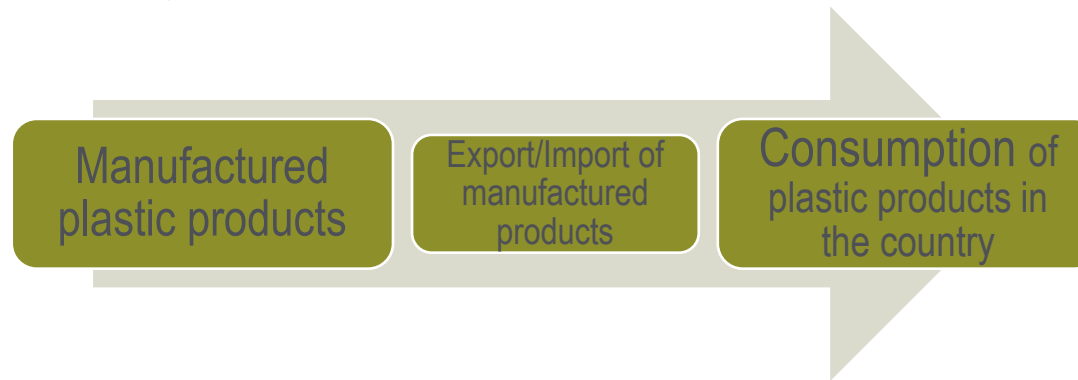 Manufactured
plastic products
Export/Import of
manufactured
products
Consumption of
plastic products in
the country